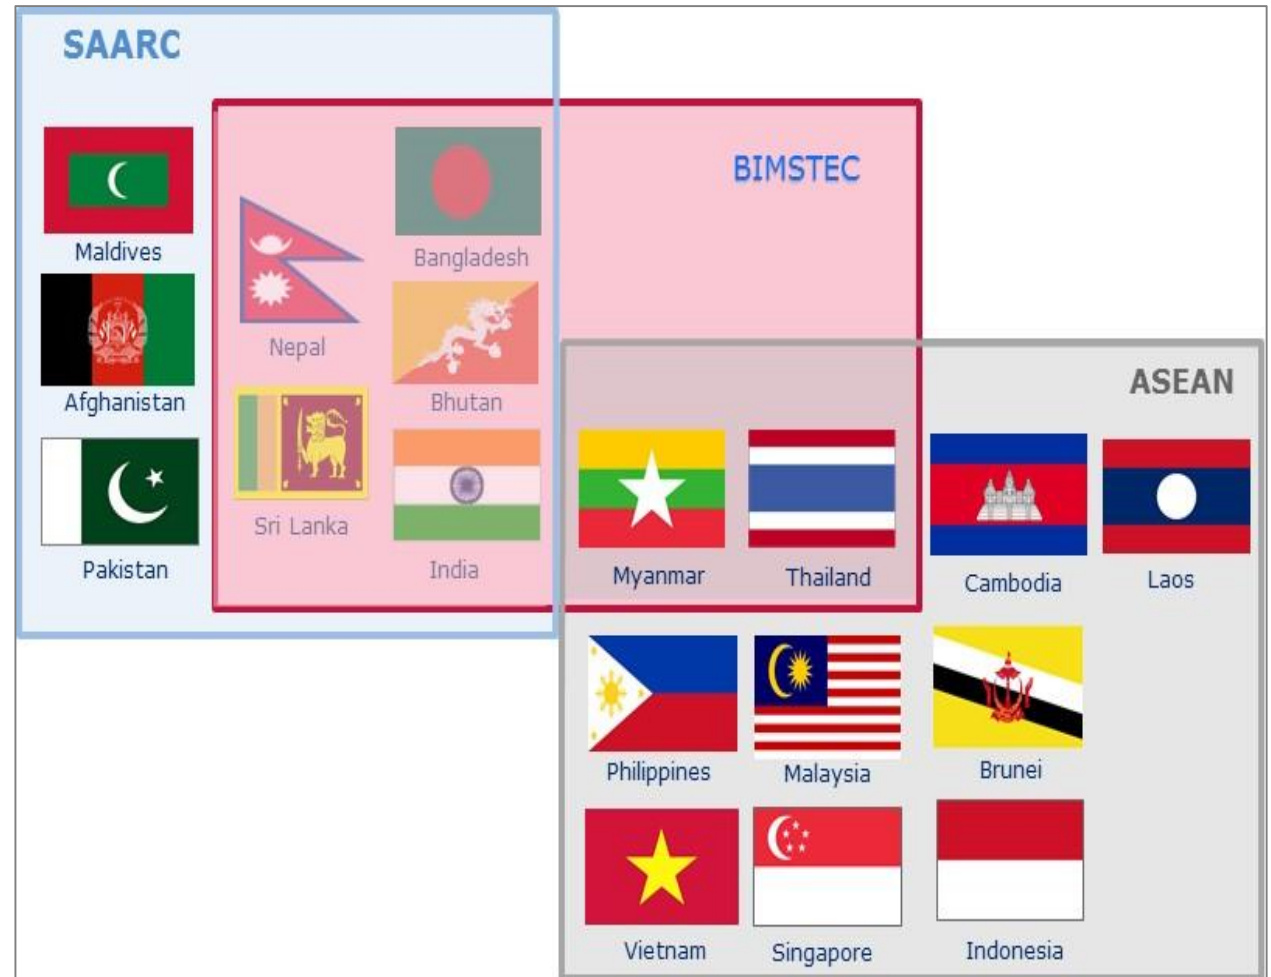 SAARC
BIMSTEC
Maldives
Bangladesh
Nepal
Afghanistan
Bhutan
ASEAN
Sri Lanka
Pakistan
India
Myanmar
Thailand
Cambodia
Laos
Philippines
Malaysia
Brunei
Vietnam
Singapore
Indonesia